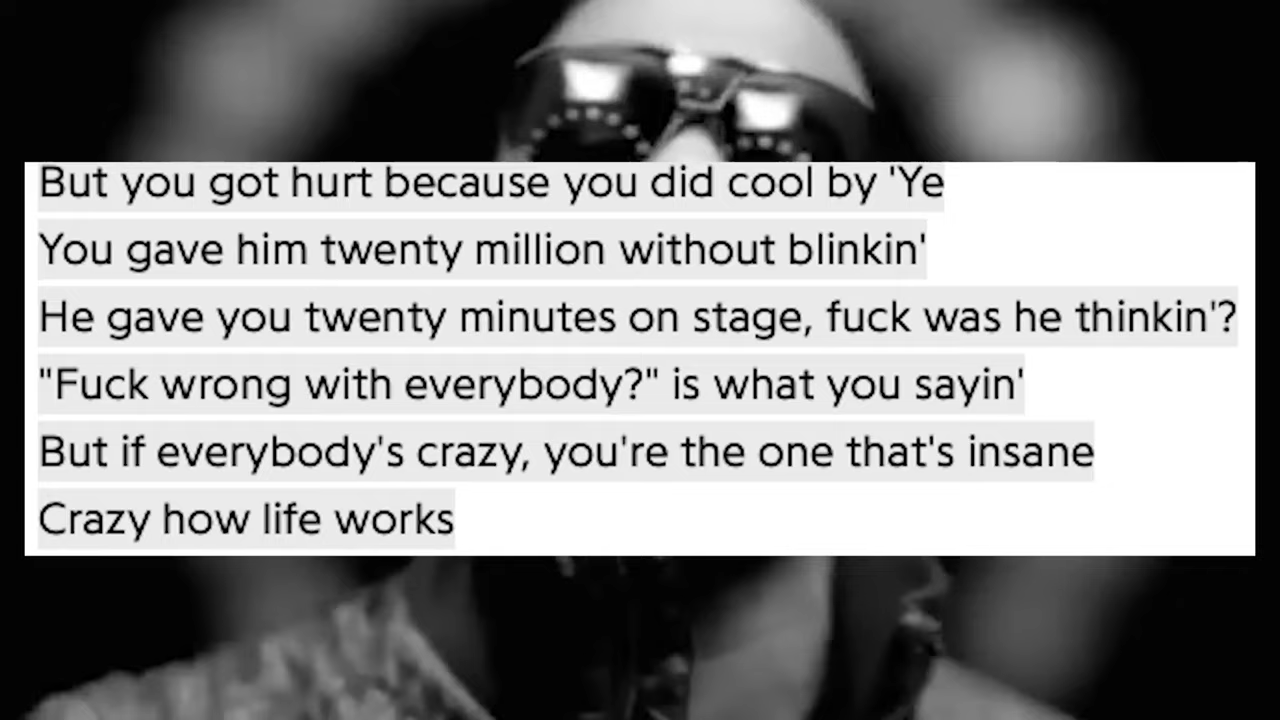 But you got hurt because you did cool by 'Ye
You gave him twenty million without blinkin'
He gave you twenty minutes on stage, fuck was he thinkin'?
"Fuck wrong with everybody?" is what you sayin'
But if everybody's crazy, you're the one that's insane
Crazy how life works